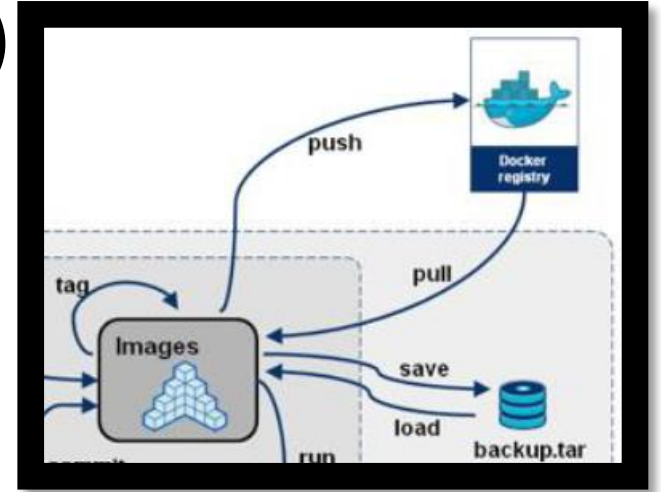 push
Docker
registry
tag
pull
Images
save
load
backup.tar
run